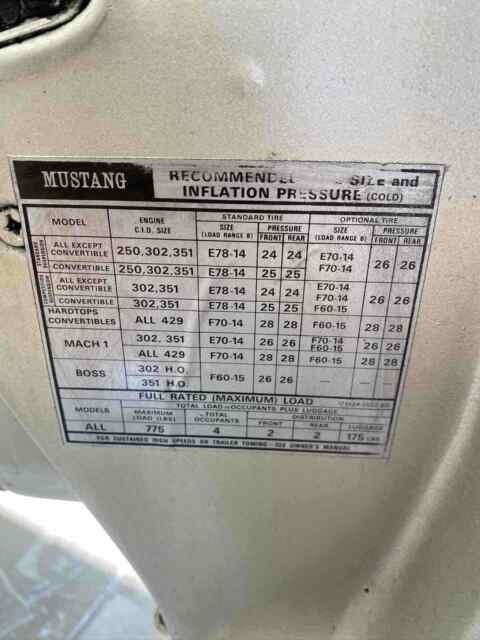 MUSTANG RECOMMENDE SIZE and
INFLATION PRESSURE (COLD)
MODEL ENGINE C.I.D. SIZE STANDARD TIRE OPTIONAL TIRE
SIZE (LOAD RANGE B) PRESSURE SIZE (LOAD RANGE B) PRESSURE
FRONT REAR FRONT REAR
ALL EXCEPT CONVERTIBLE 250,302,351 E78-14 24 24 E70-14 F70-14 26 26
CONVERTIBLE 250,302,351 E78-14 25 25
ALL EXCEPT CONVERTIBLE 302,351 E78-14 24 24 E70-14 F70-14 F60-15 26 26
CONVERTIBLE 302,351 E78-14 25 25
HARDTOPS CONVERTIBLES ALL 429 F70-14 28 28 F60-15 28 28
MACH 1 302, 351 E70-14 26 26 F70-14 F60-15 26 26
ALL 429 F70-14 28 28 F60-15 28 28
BOSS 302 H.O. F60-15 26 26 — — —
351 H.O.
FULL RATED (MAXIMUM) LOAD
MODELS TOTAL LOAD OCCUPANTS PLUS LUGGAGE
MAXIMUM LOAD (LBS) TOTAL OCCUPANTS DISTRIBUTION
FRONT REAR LUGGAGE
ALL 775 4 2 2 175 LBS
FOR SUSTAINED HIGH SPEEDS OR TRAILER TOWING - SEE OWNER'S MANUAL